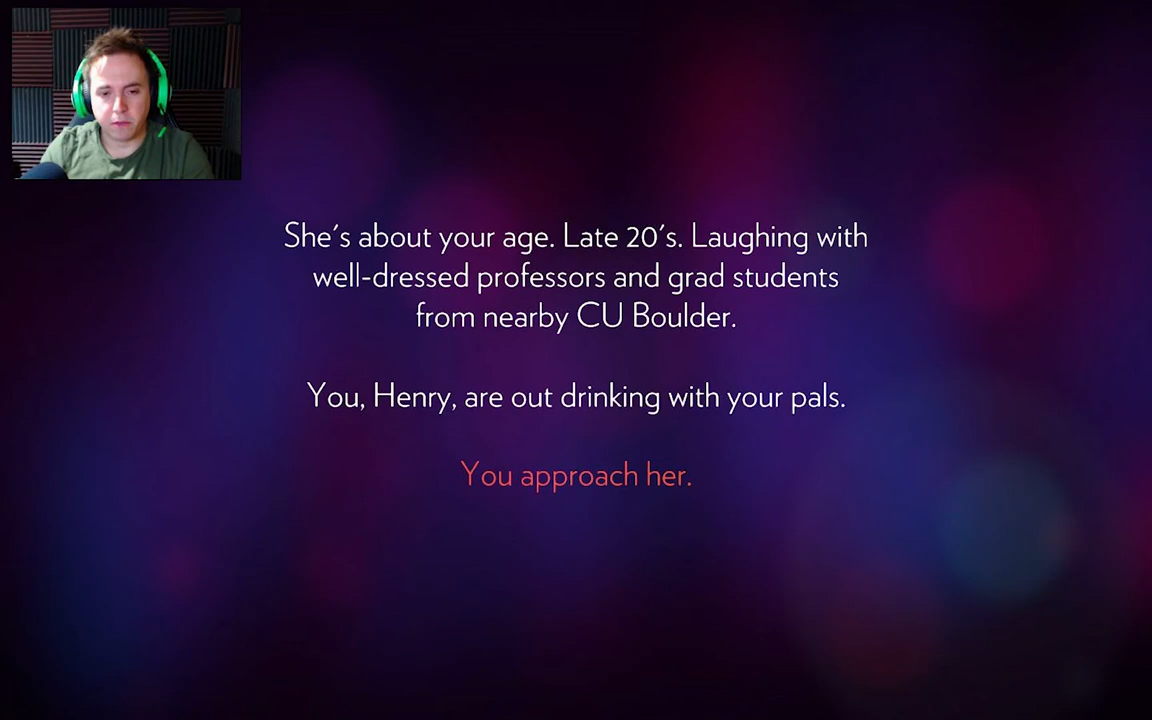 She's about your age. Late 20's. Laughing with
well-dressed professors and grad students
from nearby CU Boulder.
You, Henry, are out drinking with your pals.
You approach her.